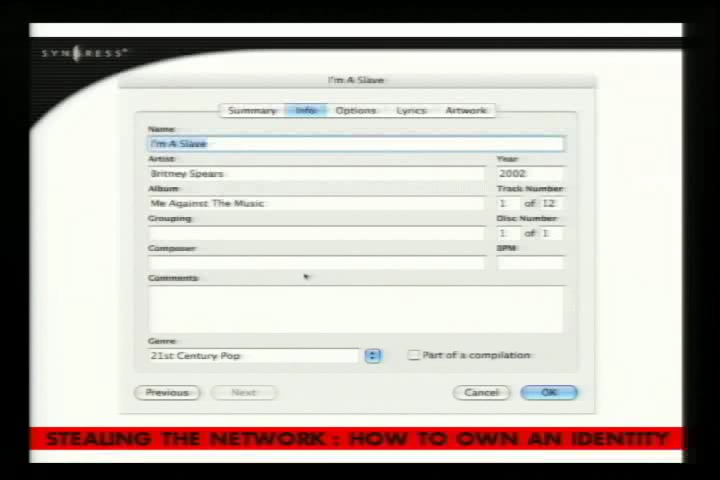 SYNGRESS
I'm A Slave
Summary Info Options Lyrics Artwork
Name
I'm A Slave
Artist Year
Britney Spears 2002
Album Track Number
Me Against The Music 1 of 12
Grouping Disc Number
1 of 1
Composer BPM
Comments
Genre
21st Century Pop Part of a compilation
Previous Next Cancel OK
STEALING THE NETWORK : HOW TO OWN AN IDENTITY